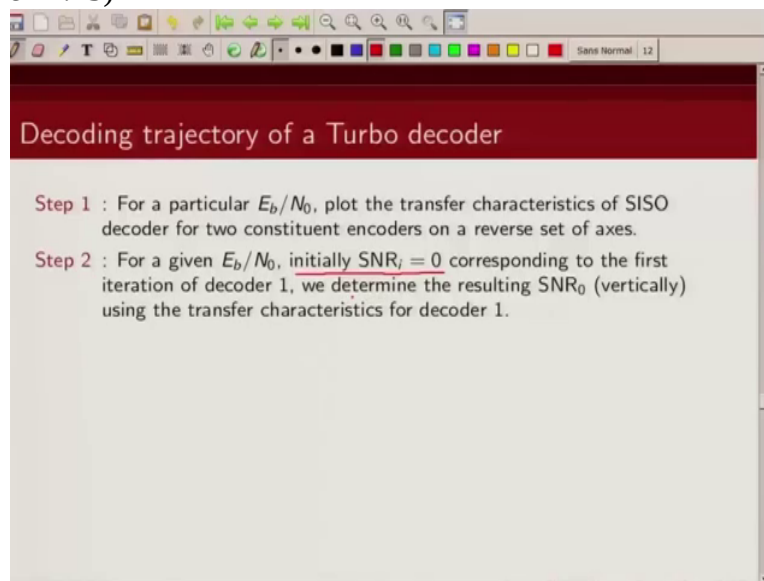 Sans Normal 12
Decoding trajectory of a Turbo decoder
Step 1 : For a particular E_b/N_0, plot the transfer characteristics of SISO
decoder for two constituent encoders on a reverse set of axes.
Step 2 : For a given E_b/N_0, initially SNR_i = 0 corresponding to the first
iteration of decoder 1, we determine the resulting SNR_0 (vertically)
using the transfer characteristics for decoder 1.